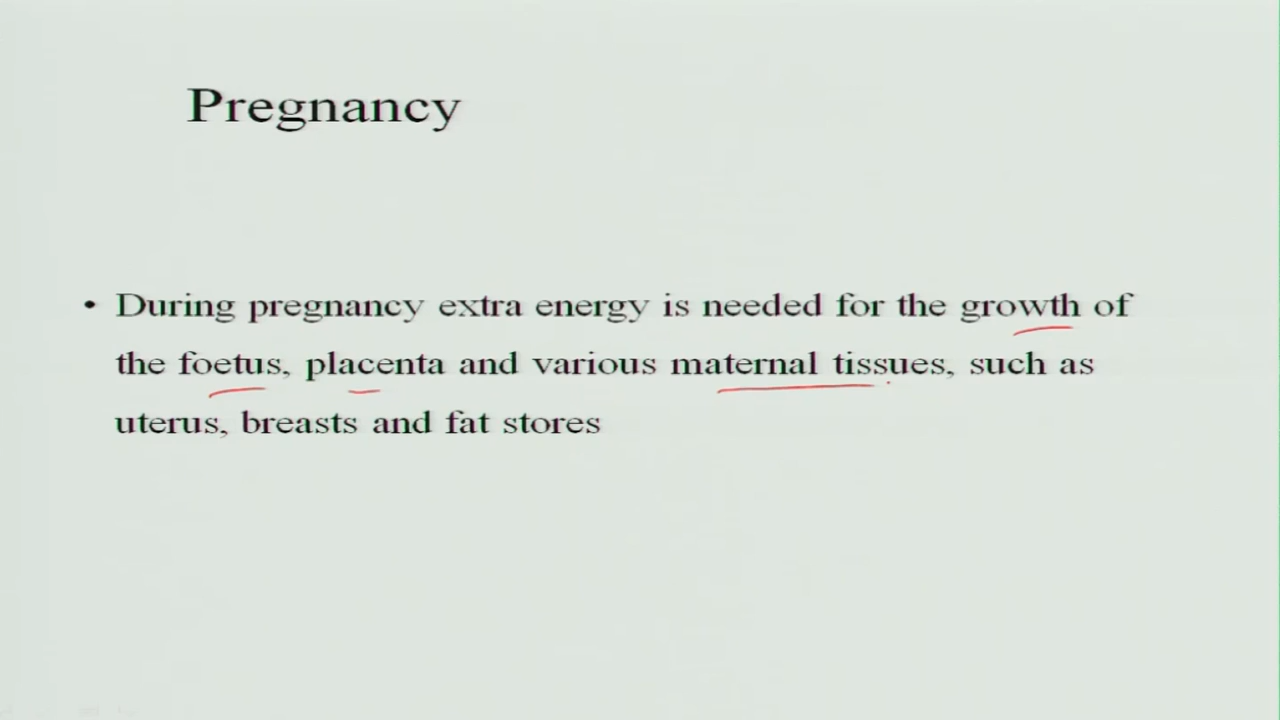 Pregnancy
• During pregnancy extra energy is needed for the growth of
the foetus, placenta and various maternal tissues, such as
uterus, breasts and fat stores